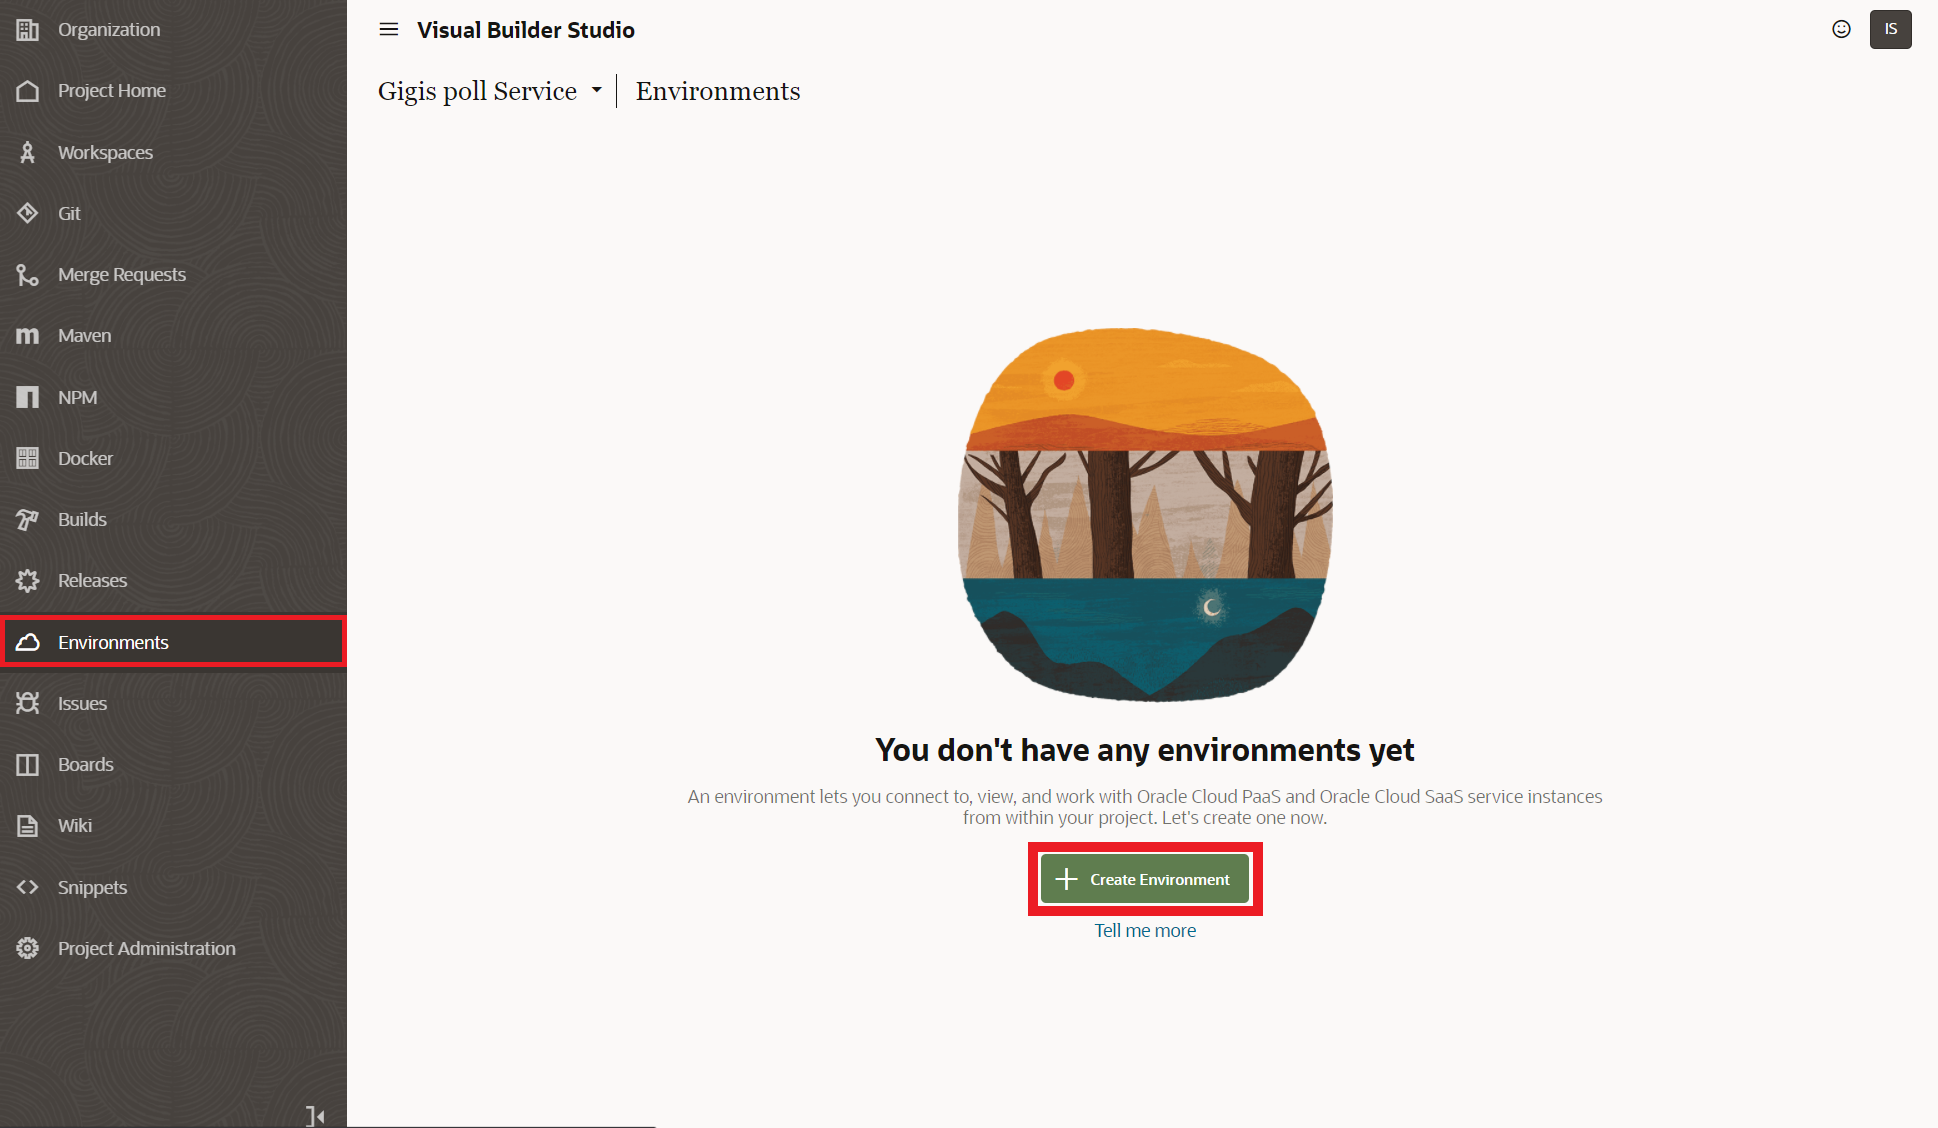 Organization
Project Home
Workspaces
Git
Merge Requests
Maven
NPM
Docker
Builds
Releases
Environments
Issues
Boards
Wiki
Snippets
Project Administration
Visual Builder Studio
IS
Gigis poll Service
Environments
You don't have any environments yet
An environment lets you connect to, view, and work with Oracle Cloud PaaS and Oracle Cloud SaaS service instances
from within your project. Let's create one now.
Create Environment
Tell me more